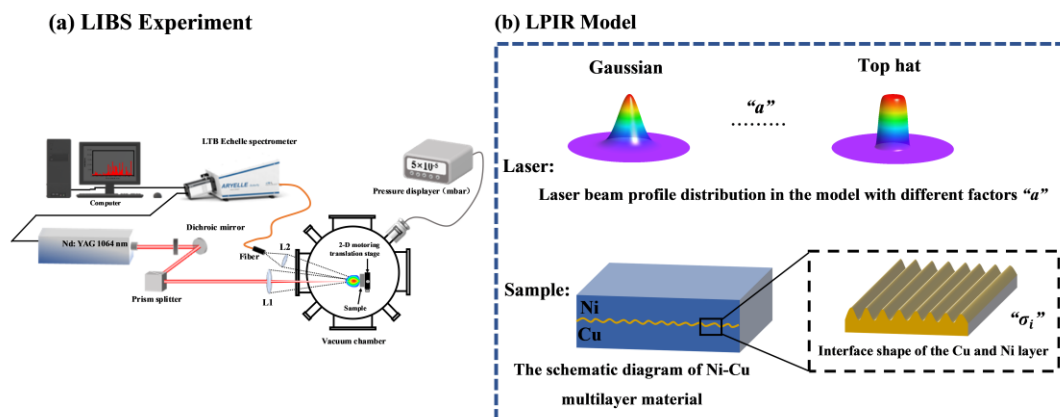 (a) LIBS Experiment
LTB Echelle spectrometer
ARYELLE
5×10⁻⁵
Pressure displayer (mbar)
Computer
Nd: YAG 1064 nm
Dichroic mirror
Prism splitter
Fiber
L2
L1
2-D motoring
translation stage
Sample
Vacuum chamber
(b) LPIR Model
Gaussian
Top hat
“a”
.........
Laser:
Laser beam profile distribution in the model with different factors “a”
Sample:
Ni
Cu
“σᵢ”
Interface shape of the Cu and Ni layer
The schematic diagram of Ni-Cu
multilayer material